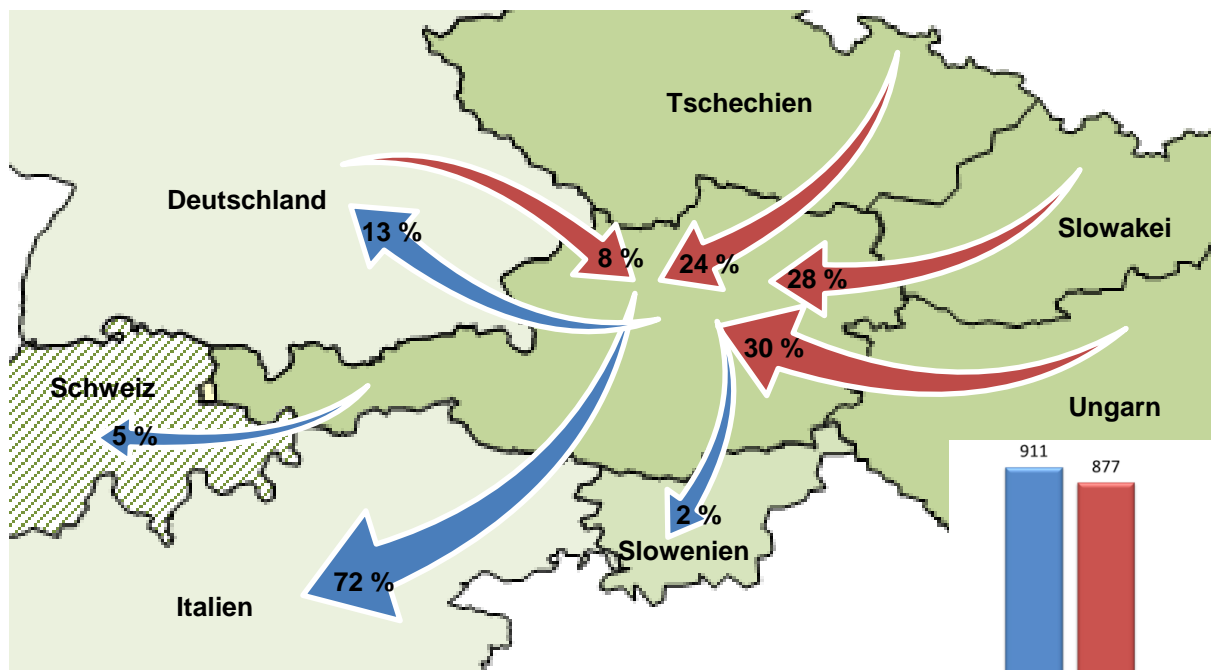 Tschechien
Deutschland
13 %
8 %
24 %
Slowakei
28 %
30 %
Schweiz
5 %
Ungarn
911
877
2 %
Slowenien
72 %
Italien